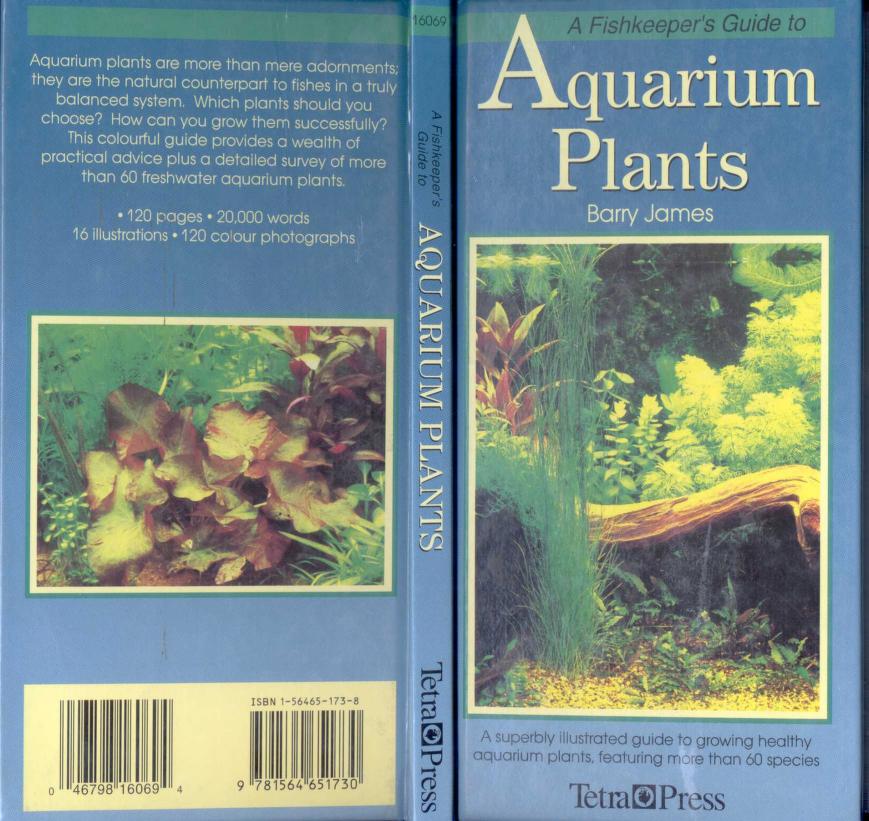 Aquarium plants are more than mere adornments;
they are the natural counterpart to fishes in a truly
balanced system. Which plants should you
choose? How can you grow them successfully?
This colourful guide provides a wealth of
practical advice plus a detailed survey of more
than 60 freshwater aquarium plants.
• 120 pages • 20,000 words
16 illustrations • 120 colour photographs
0 46798 16069 4
ISBN 1-56465-173-8
9 781564 651730
16069
A Fishkeeper's
Guide to
AQUARIUM PLANTS
Tetra Press
A Fishkeeper's Guide to
Aquarium
Plants
Barry James
A superbly illustrated guide to growing healthy
aquarium plants, featuring more than 60 species
Tetra Press